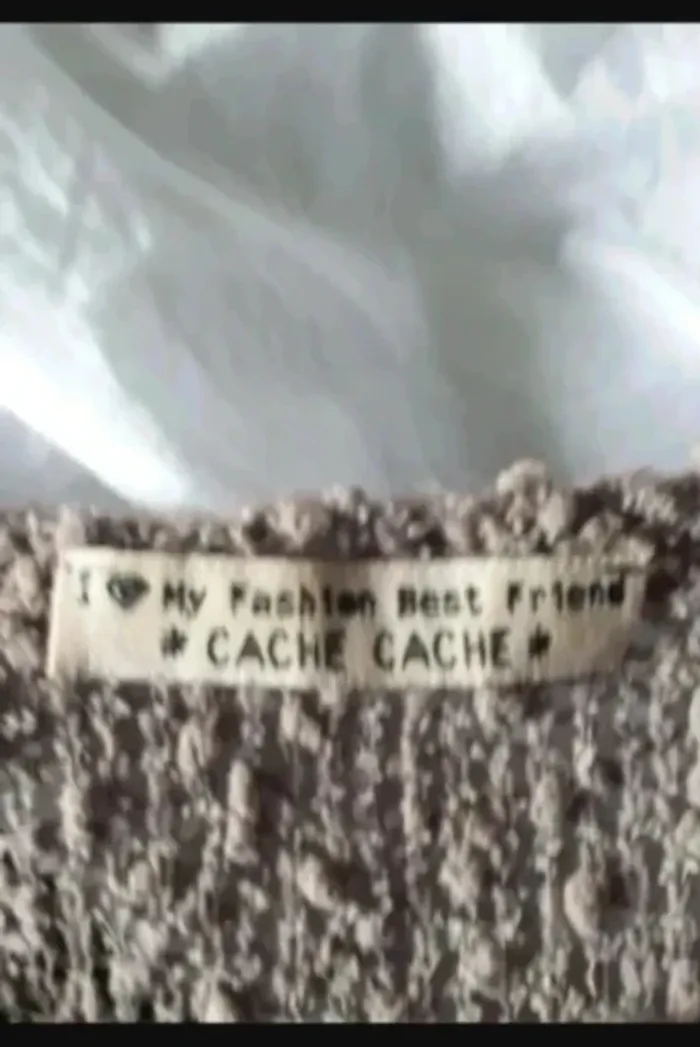 I ♥ My Fashion Best Friend
* CACHE CACHE *